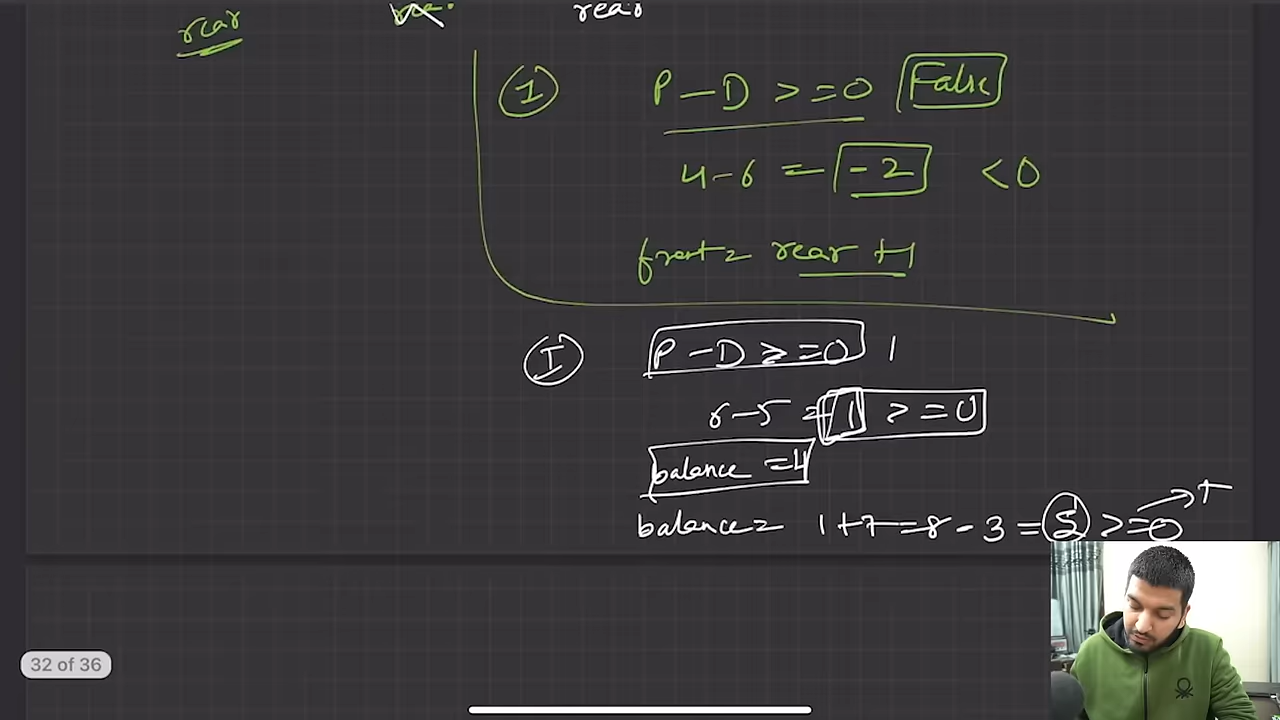 rear rear
① P - D >= 0 False
4 - 6 = - 2 < 0
front = rear + 1
Ⓘ P - D >= 0 1
6 - 5 = 1 >= 0
balance = 4
balance = 1 + 7 = 8 - 3 = 5 >= 0 → T
32 of 36